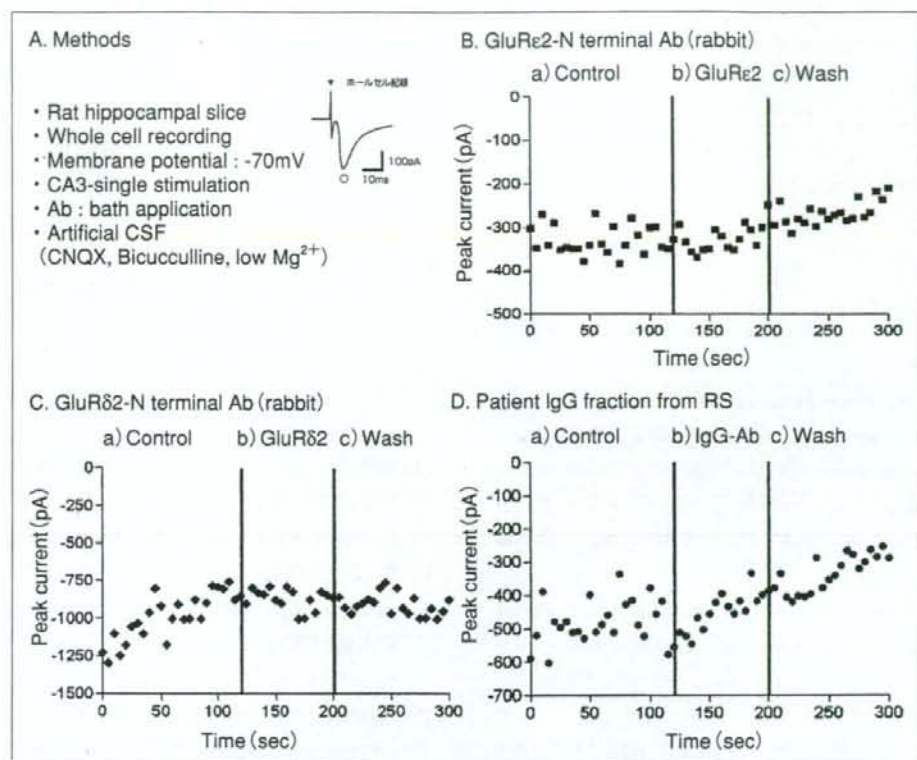 A. Methods
・Rat hippocampal slice
・Whole cell recording
・Membrane potential : -70mV
・CA3-single stimulation
・Ab : bath application
・Artificial CSF
(CNQX, Bicucculline, low Mg2+)
ホールセル記録
100pA
10ms
B. GluRε2-N terminal Ab (rabbit)
a) Control b) GluRε2 c) Wash
Peak current (pA)
0
-100
-200
-300
-400
-500
0 50 100 150 200 250 300
Time (sec)
C. GluRδ2-N terminal Ab (rabbit)
a) Control b) GluRδ2 c) Wash
Peak current (pA)
0
-250
-500
-750
-1000
-1250
-1500
0 50 100 150 200 250 300
Time (sec)
D. Patient IgG fraction from RS
a) Control b) IgG-Ab c) Wash
Peak current (pA)
0
-100
-200
-300
-400
-500
-600
-700
0 50 100 150 200 250 300
Time (sec)